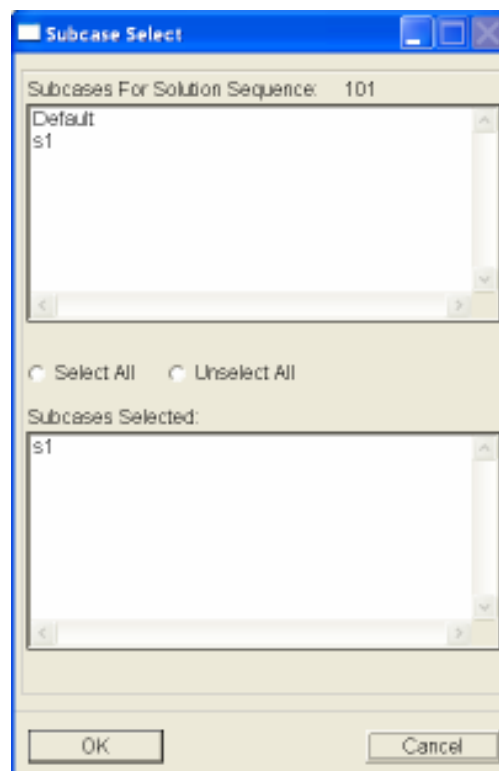 Subcase Select
Subcases For Solution Sequence: 101
Default
s1
Select All Unselect All
Subcases Selected:
s1
OK Cancel